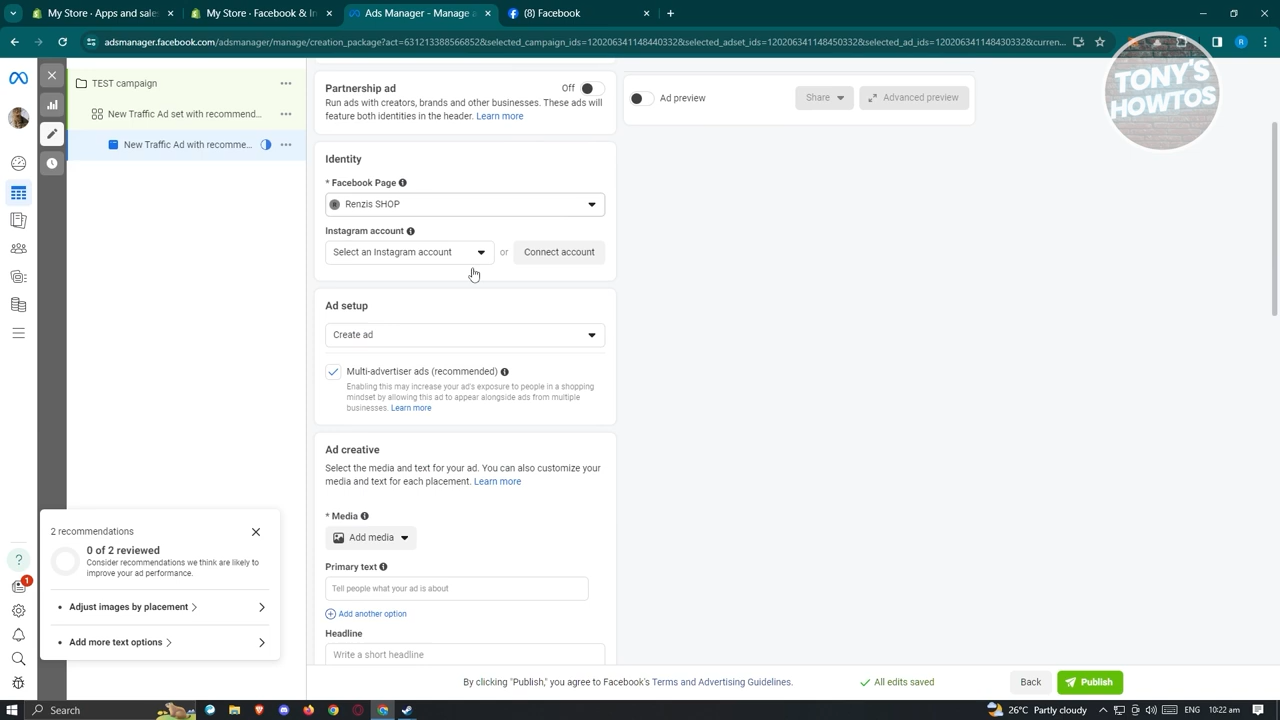 My Store · Apps and sales
My Store · Facebook & In
Ads Manager - Manage a
(8) Facebook
adsmanager.facebook.com/adsmanager/manage/creation_package?act=6312133885668528&selected_campaign_ids=120206341148440332&selected_adset_ids=120206341148450332&selected_ad_ids=120206341148460332&curren...
TONY'S
HOWTOS
TEST campaign
New Traffic Ad set with recommend...
New Traffic Ad with recomme...
Partnership ad
Off
Run ads with creators, brands and other businesses. These ads will
feature both identities in the header. Learn more
Ad preview
Share
Advanced preview
Identity
* Facebook Page
Renzis SHOP
Instagram account
Select an Instagram account
or
Connect account
Ad setup
Create ad
Multi-advertiser ads (recommended)
Enabling this may increase your ad's exposure to people in a shopping
mindset by allowing this ad to appear alongside ads from multiple
businesses. Learn more
Ad creative
Select the media and text for your ad. You can also customize your
media and text for each placement. Learn more
* Media
Add media
Primary text
Tell people what your ad is about
Add another option
Headline
Write a short headline
2 recommendations
0 of 2 reviewed
Consider recommendations we think are likely to
improve your ad performance.
Adjust images by placement
Add more text options
1
By clicking "Publish," you agree to Facebook's Terms and Advertising Guidelines.
All edits saved
Back
Publish
Search
26°C Partly cloudy
ENG
10:22 am